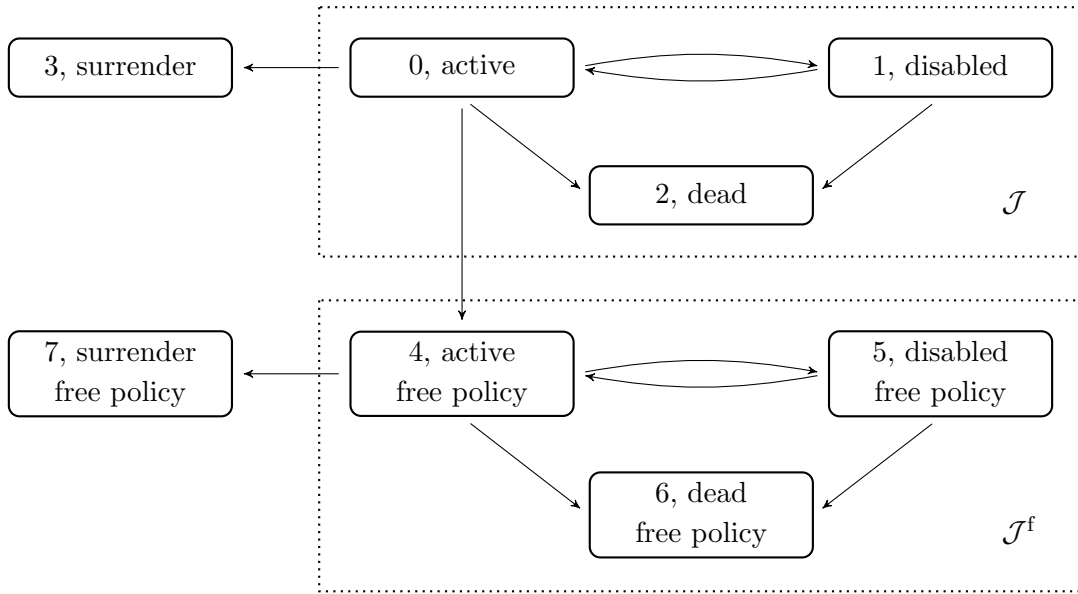 3, surrender
0, active
1, disabled
2, dead
𝒥
7, surrender
free policy
4, active
free policy
5, disabled
free policy
6, dead
free policy
𝒥ᶠ